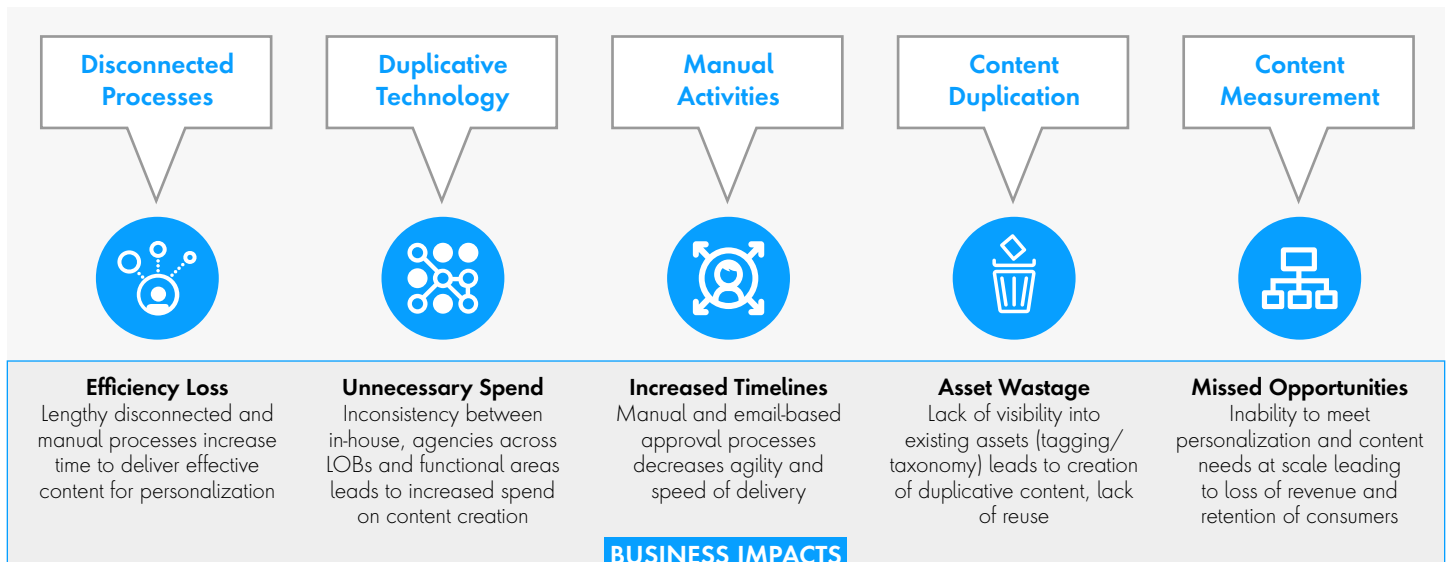 Disconnected
Processes
Duplicative
Technology
Manual
Activities
Content
Duplication
Content
Measurement
Efficiency Loss
Lengthy disconnected and
manual processes increase
time to deliver effective
content for personalization
Unnecessary Spend
Inconsistency between
in-house, agencies across
LOBs and functional areas
leads to increased spend
on content creation
Increased Timelines
Manual and email-based
approval processes
decreases agility and
speed of delivery
Asset Wastage
Lack of visibility into
existing assets (tagging/
taxonomy) leads to creation
of duplicative content, lack
of reuse
Missed Opportunities
Inability to meet
personalization and content
needs at scale leading
to loss of revenue and
retention of consumers
BUSINESS IMPACTS